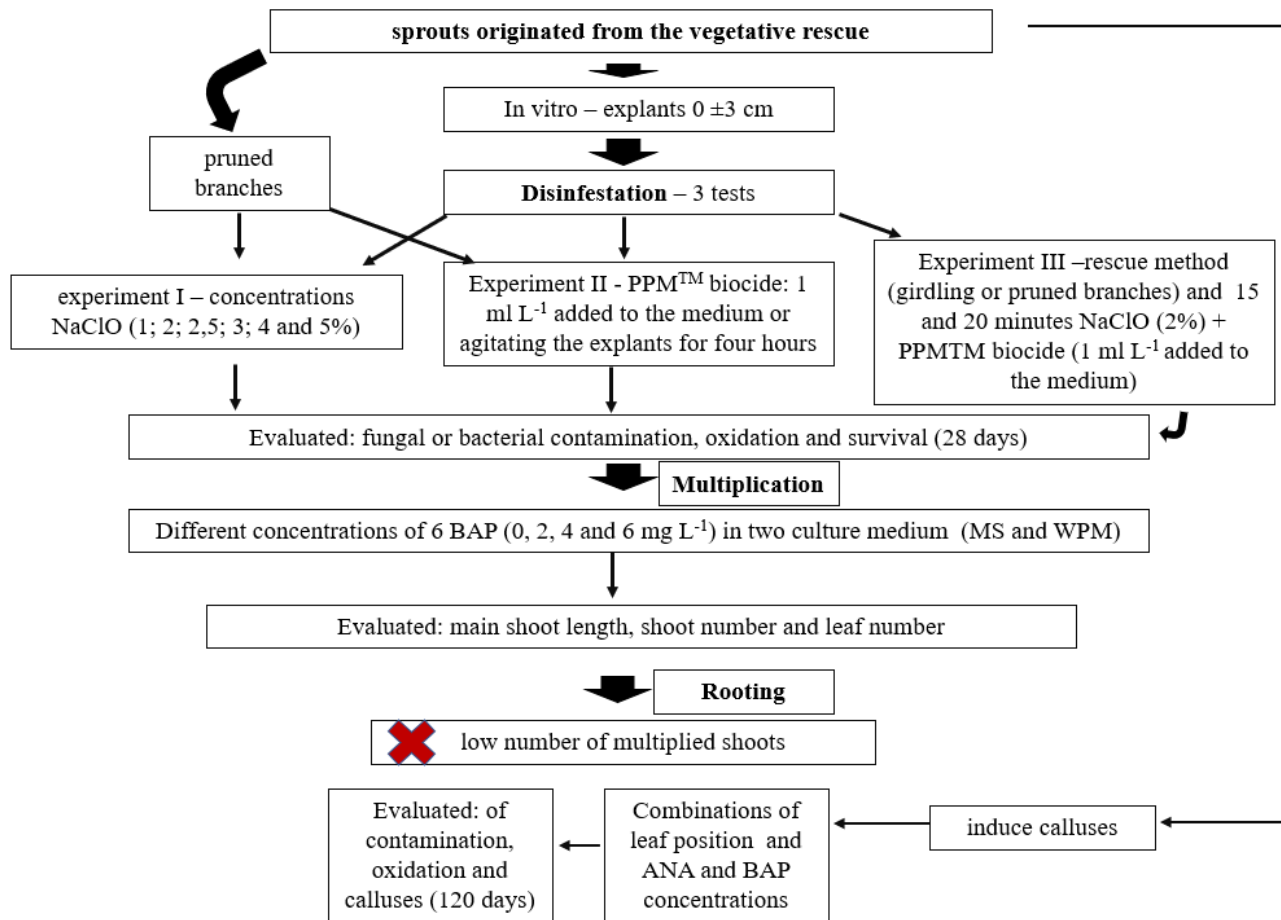 sprouts originated from the vegetative rescue
In vitro – explants 0 ±3 cm
pruned
branches
Disinfestation – 3 tests
experiment I – concentrations
NaClO (1; 2; 2,5; 3; 4 and 5%)
Experiment II - PPM™ biocide: 1
ml L⁻¹ added to the medium or
agitating the explants for four hours
Experiment III –rescue method
(girdling or pruned branches) and 15
and 20 minutes NaClO (2%) +
PPMTM biocide (1 ml L⁻¹ added to
the medium)
Evaluated: fungal or bacterial contamination, oxidation and survival (28 days)
Multiplication
Different concentrations of 6 BAP (0, 2, 4 and 6 mg L⁻¹) in two culture medium (MS and WPM)
Evaluated: main shoot length, shoot number and leaf number
Rooting
low number of multiplied shoots
Evaluated: of
contamination,
oxidation and
calluses (120 days)
Combinations of
leaf position and
ANA and BAP
concentrations
induce calluses